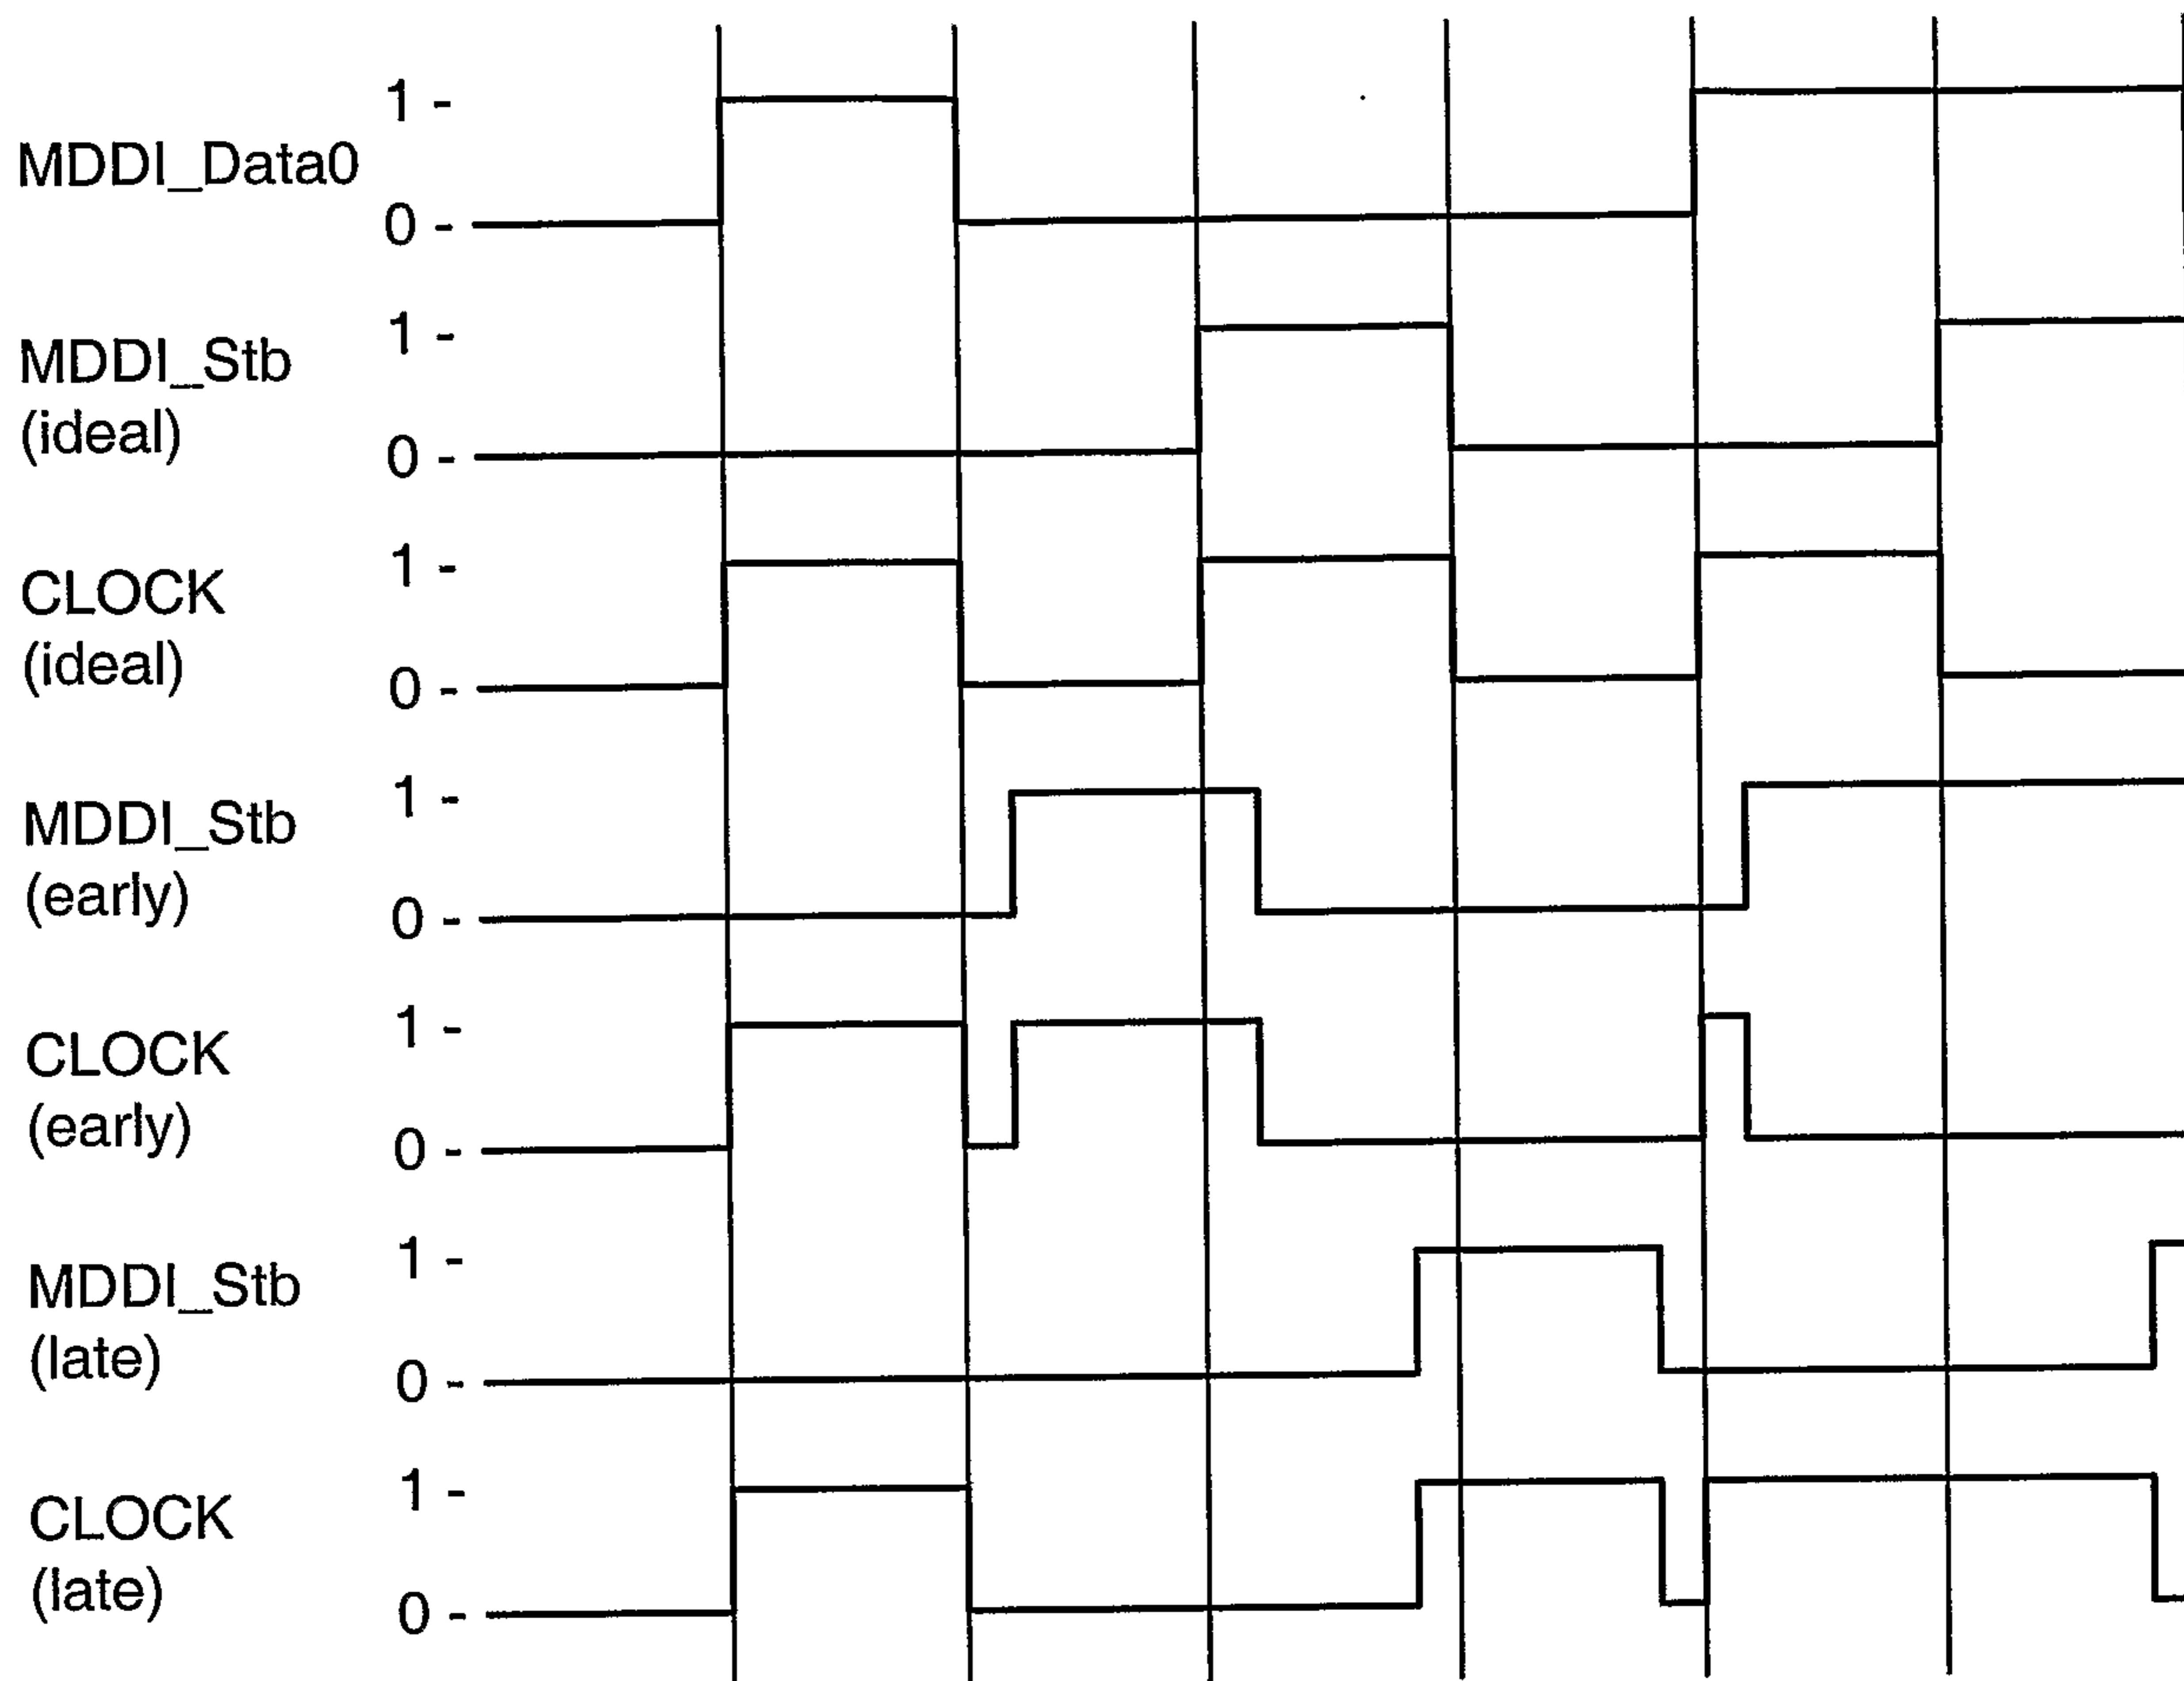 1 -
MDDI_Data0
0 -
1 -
MDDI_Stb
(ideal)
0 -
1 -
CLOCK
(ideal)
0 -
1 -
MDDI_Stb
(early)
0 -
1 -
CLOCK
(early)
0 -
1 -
MDDI_Stb
(late)
0 -
1 -
CLOCK
(late)
0 -